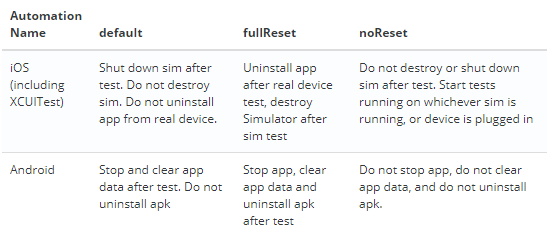 Automation
Name
default
fullReset
noReset
iOS
(including
XCUITest)
Shut down sim after
test. Do not destroy
sim. Do not uninstall
app from real device.
Uninstall app
after real device
test, destroy
Simulator after
sim test
Do not destroy or shut down
sim after test. Start tests
running on whichever sim is
running, or device is plugged in
Android
Stop and clear app
data after test. Do not
uninstall apk
Stop app, clear
app data and
uninstall apk
after test
Do not stop app, do not clear
app data, and do not uninstall
apk.